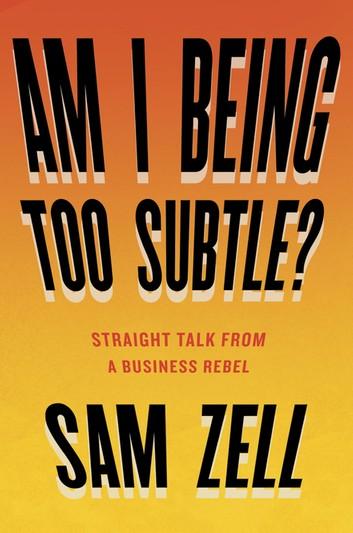 AM I BEING
TOO SUBTLE?
STRAIGHT TALK FROM
A BUSINESS REBEL
SAM ZELL